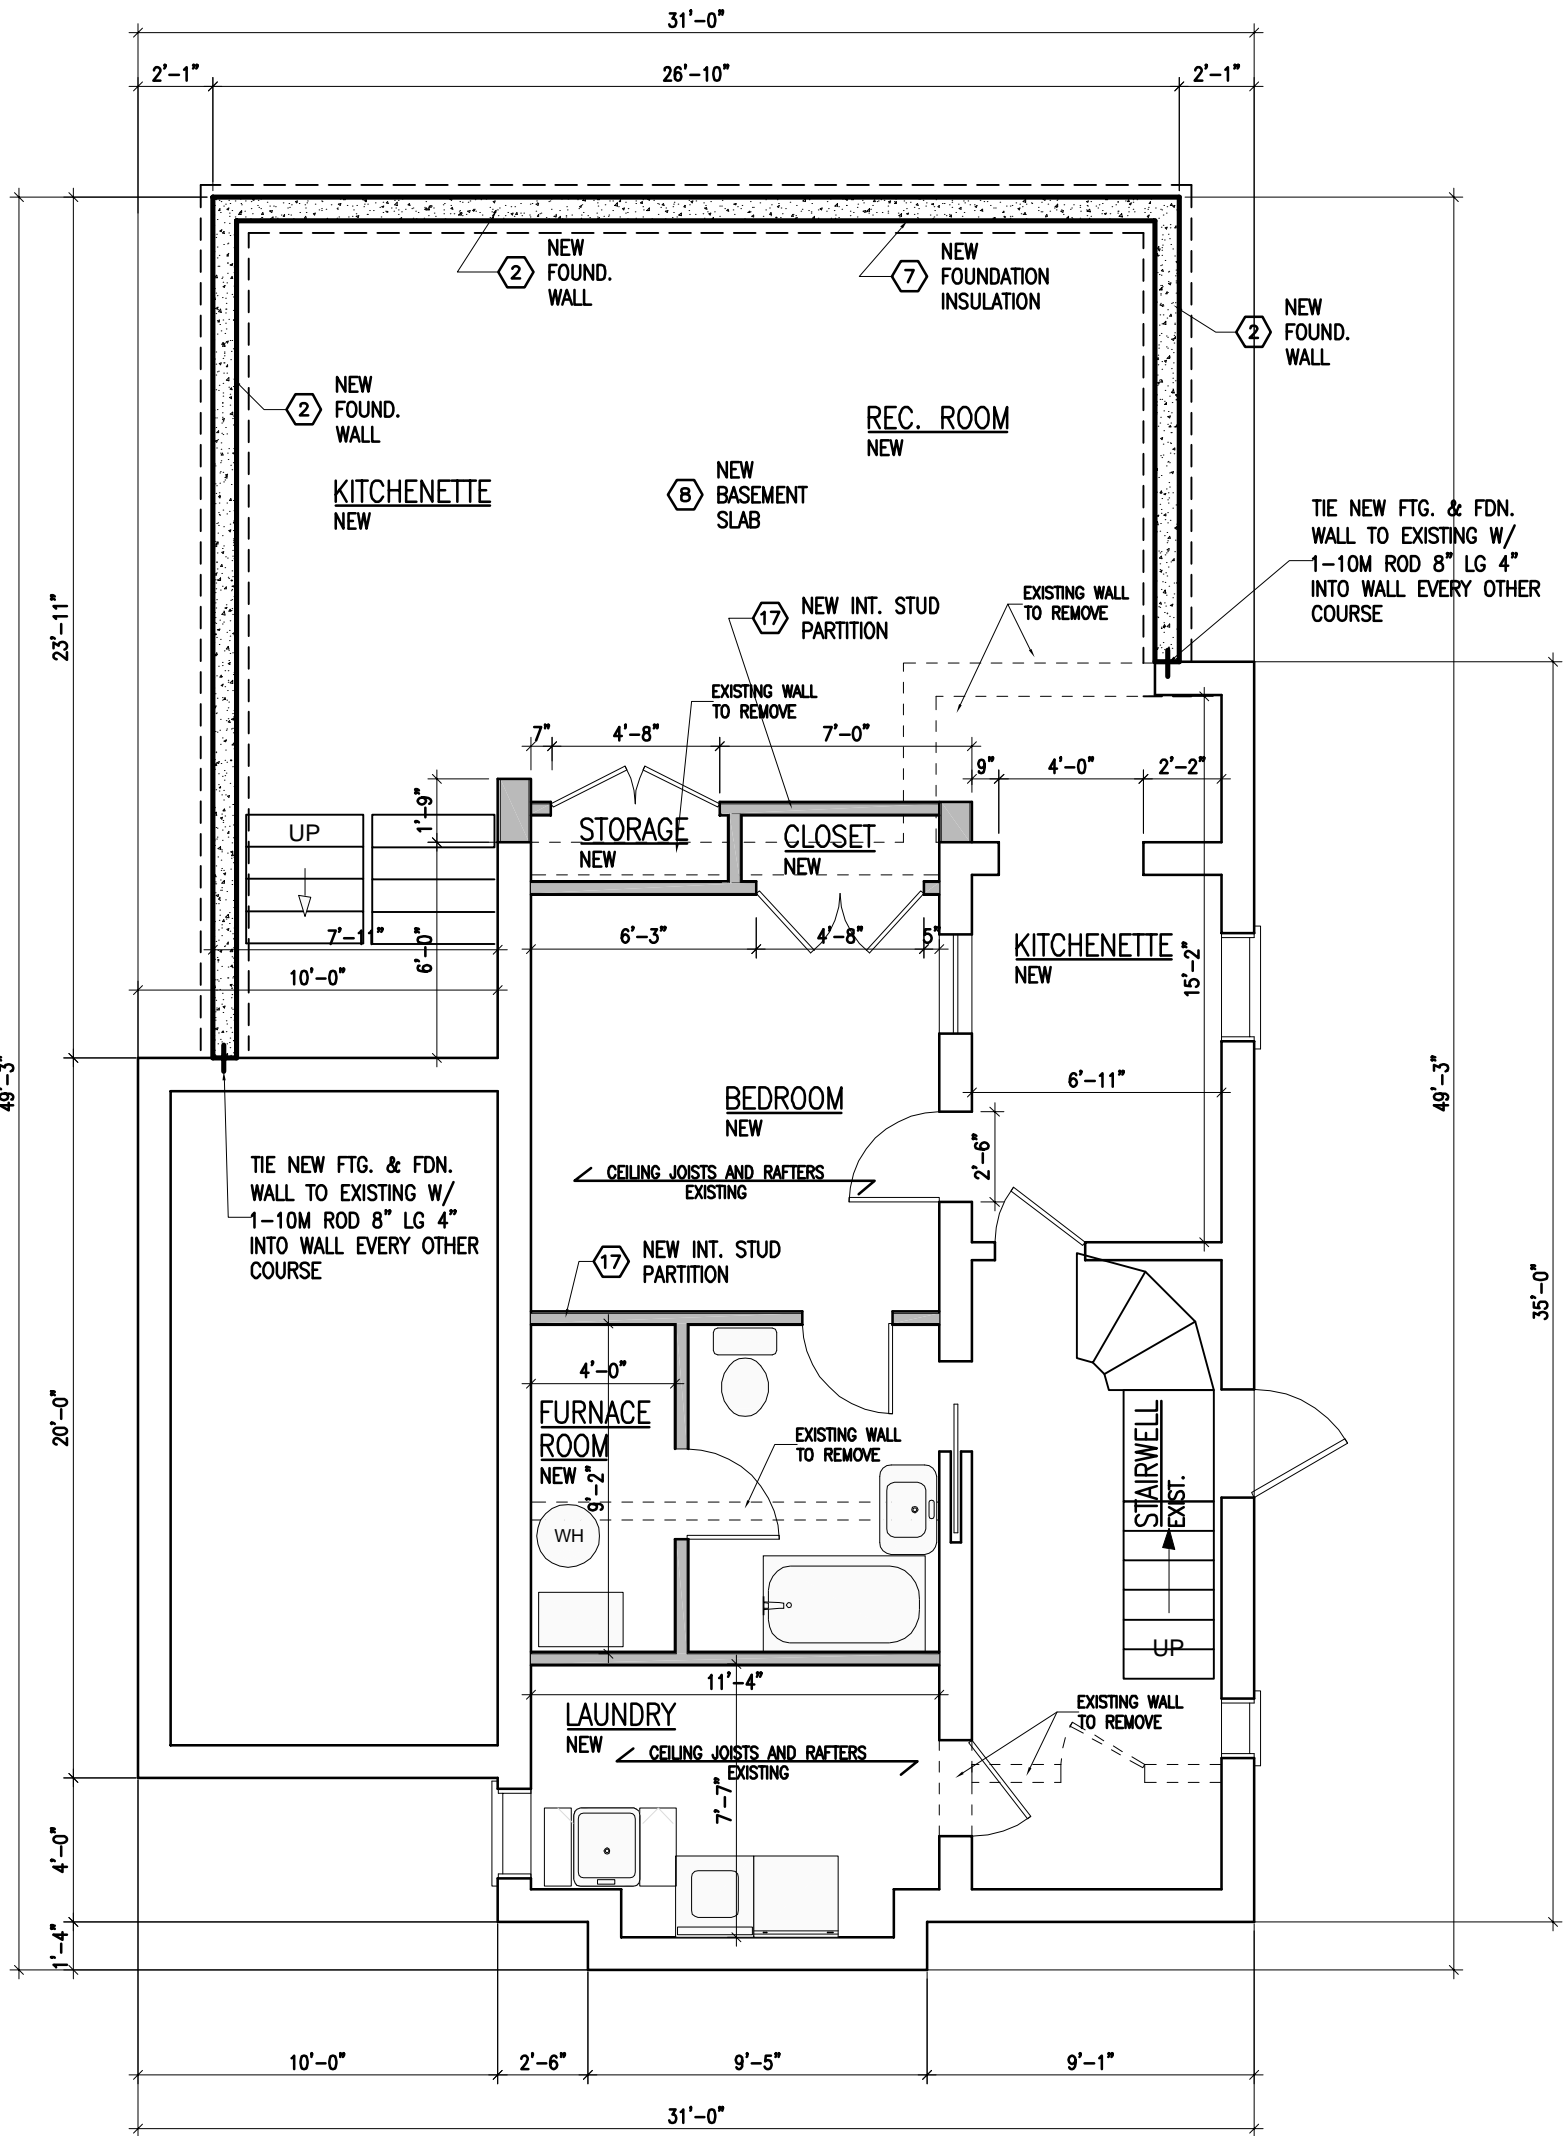 31'-0"
2'-1"
26'-10"
2'-1"
2
NEW
FOUND.
WALL
7
NEW
FOUNDATION
INSULATION
2
NEW
FOUND.
WALL
2
NEW
FOUND.
WALL
REC. ROOM
NEW
KITCHENETTE
NEW
8
NEW
BASEMENT
SLAB
TIE NEW FTG. & FDN.
WALL TO EXISTING W/
1-10M ROD 8" LG 4"
INTO WALL EVERY OTHER
COURSE
23'-11"
17
NEW INT. STUD
PARTITION
EXISTING WALL
TO REMOVE
EXISTING WALL
TO REMOVE
7"
4'-8"
7'-0"
9"
4'-0"
2'-2"
1'-9"
UP
STORAGE
NEW
CLOSET
NEW
7'-11"
6'-0"
6'-3"
4'-8"
5"
KITCHENETTE
NEW
15'-2"
10'-0"
49'-3"
49'-3"
6'-11"
BEDROOM
NEW
2'-6"
TIE NEW FTG. & FDN.
WALL TO EXISTING W/
1-10M ROD 8" LG 4"
INTO WALL EVERY OTHER
COURSE
CEILING JOISTS AND RAFTERS
EXISTING
17
NEW INT. STUD
PARTITION
35'-0"
20'-0"
4'-0"
FURNACE
ROOM
NEW
9'-2"
EXISTING WALL
TO REMOVE
STAIRWELL
EXIST.
WH
UP
11'-4"
LAUNDRY
NEW
EXISTING WALL
TO REMOVE
CEILING JOISTS AND RAFTERS
EXISTING
7'-7"
4'-0"
1'-4"
10'-0"
2'-6"
9'-5"
9'-1"
31'-0"